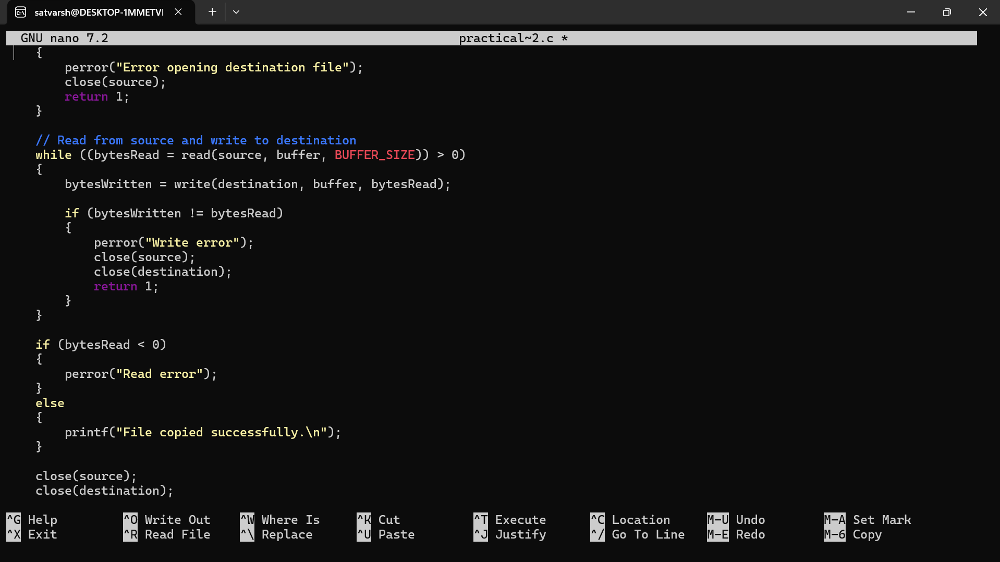 satvarsh@DESKTOP-1MMETV
GNU nano 7.2 practical~2.c *
{
perror("Error opening destination file");
close(source);
return 1;
}
// Read from source and write to destination
while ((bytesRead = read(source, buffer, BUFFER_SIZE)) > 0)
{
bytesWritten = write(destination, buffer, bytesRead);
if (bytesWritten != bytesRead)
{
perror("Write error");
close(source);
close(destination);
return 1;
}
}
if (bytesRead < 0)
{
perror("Read error");
}
else
{
printf("File copied successfully.\n");
}
close(source);
close(destination);
^G Help ^O Write Out ^W Where Is ^K Cut ^T Execute ^C Location M-U Undo M-A Set Mark
^X Exit ^R Read File ^\ Replace ^U Paste ^J Justify ^/ Go To Line M-E Redo M-6 Copy